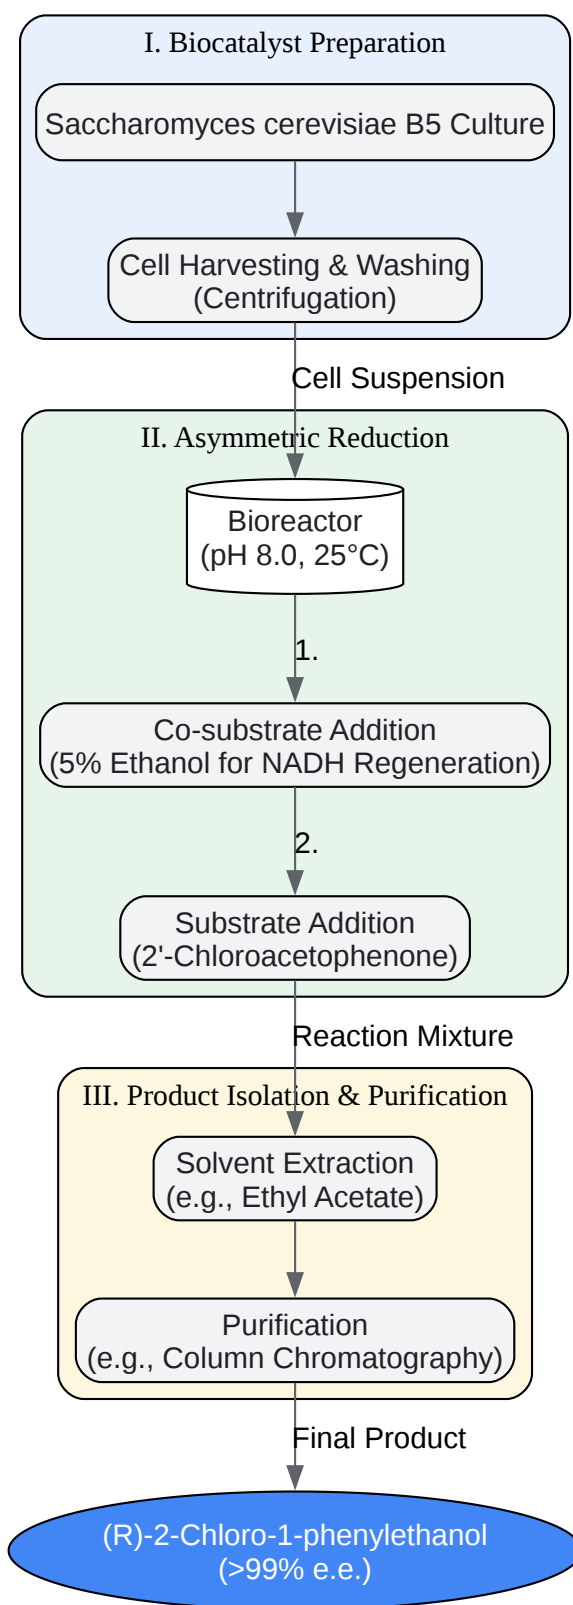 I. Biocatalyst Preparation
Saccharomyces cerevisiae B5 Culture
Cell Harvesting & Washing
(Centrifugation)
Cell Suspension
II. Asymmetric Reduction
Bioreactor
(pH 8.0, 25°C)
1.
Co-substrate Addition
(5% Ethanol for NADH Regeneration)
2.
Substrate Addition
(2'-Chloroacetophenone)
Reaction Mixture
III. Product Isolation & Purification
Solvent Extraction
(e.g., Ethyl Acetate)
Purification
(e.g., Column Chromatography)
Final Product
(R)-2-Chloro-1-phenylethanol
(>99% e.e.)